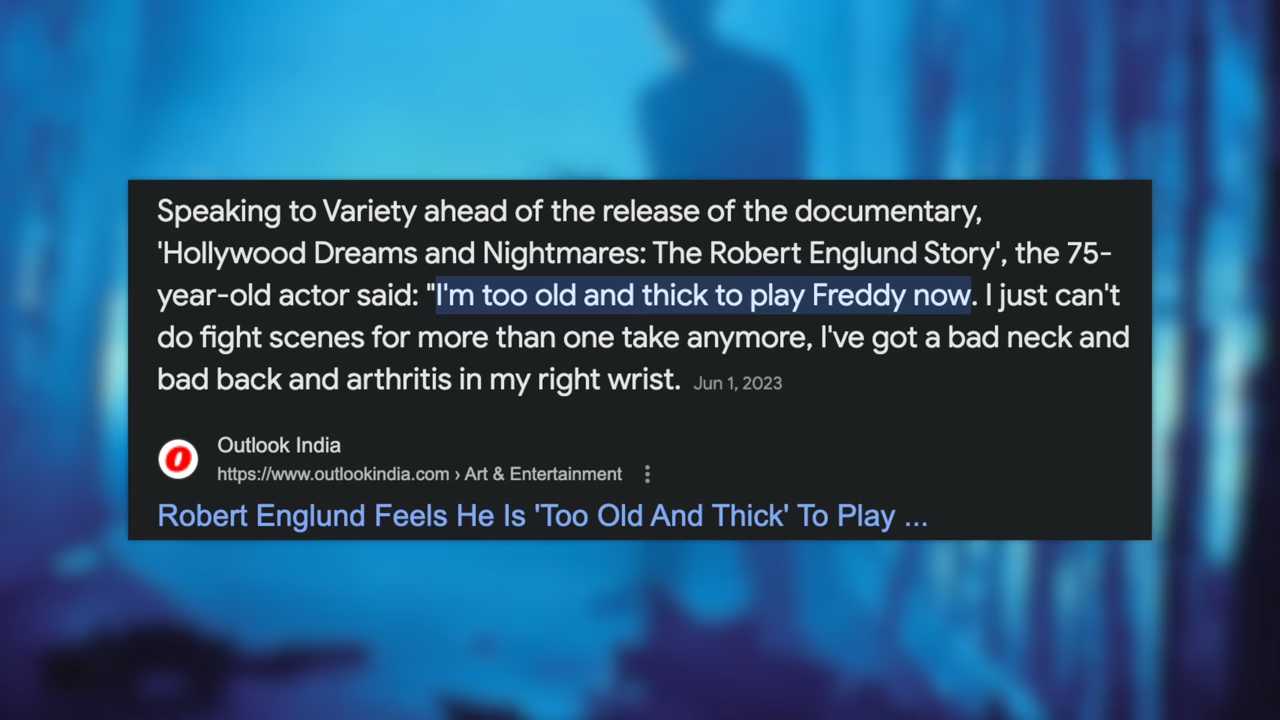 Speaking to Variety ahead of the release of the documentary,
'Hollywood Dreams and Nightmares: The Robert Englund Story', the 75-
year-old actor said: "I'm too old and thick to play Freddy now. I just can't
do fight scenes for more than one take anymore, I've got a bad neck and
bad back and arthritis in my right wrist. Jun 1, 2023
Outlook India
https://www.outlookindia.com › Art & Entertainment
Robert Englund Feels He Is 'Too Old And Thick' To Play ...